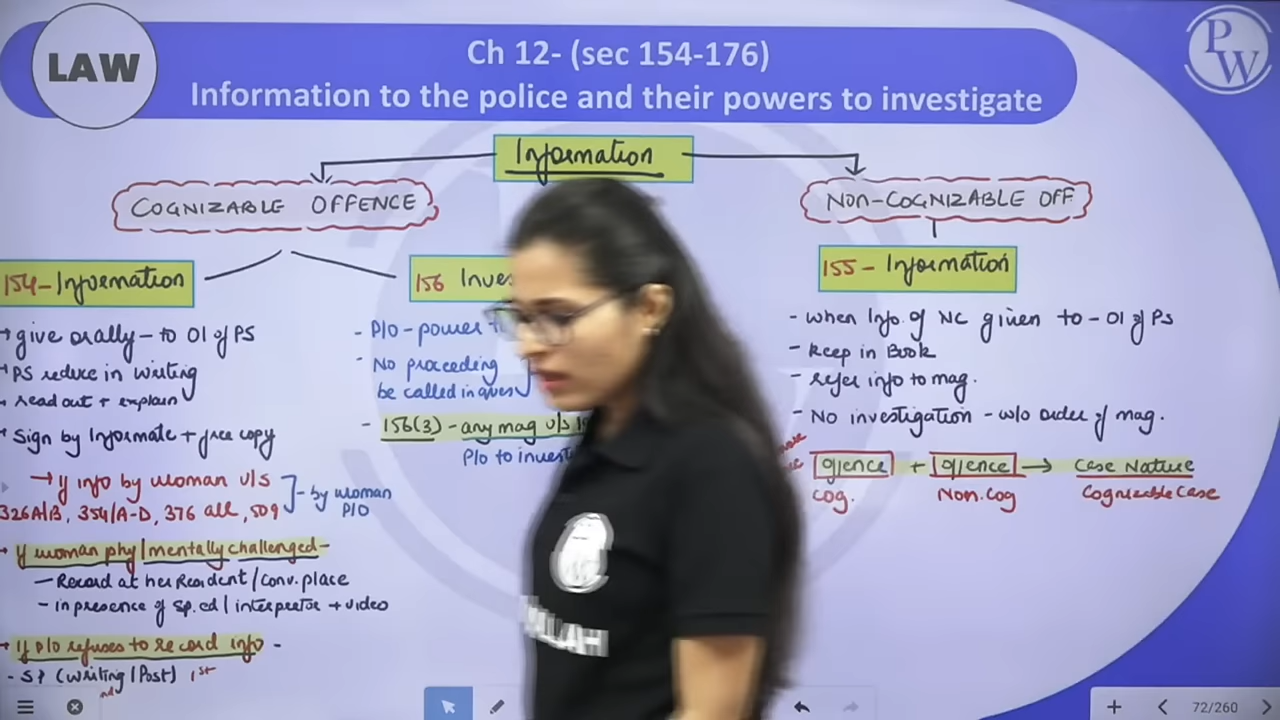 LAW
Ch 12- (sec 154-176)
Information to the police and their powers to investigate
PW
Information
COGNIZABLE OFFENCE
NON-COGNIZABLE OFF
154-Information
156 Inves
155- Information
give orally - to OI of PS
PS reduce in writing
read out + explain
Sign by Informate + free copy
→ If info by woman u/s
326A/B, 354/A-D, 376 all, 509
- by woman
P/O
If woman phy/mentally challenged-
- Record at her Resident/Conv. place
- in presence of sp. ed/interpretor + video
If p/o refuses to record info -
- SP (writing/Post) 1st
nd
- P/O - power
- No proceeding
be called in ques
- 156(3) - any mag u/s
P/o to invest
- when Info. of NC given to - OI of PS
- Keep in Book
- refer info to mag.
- No investigation - w/o order of mag.
offence + offence → Case Nature
cog. Non.cog Cognizable Case
WALLAH
72/260